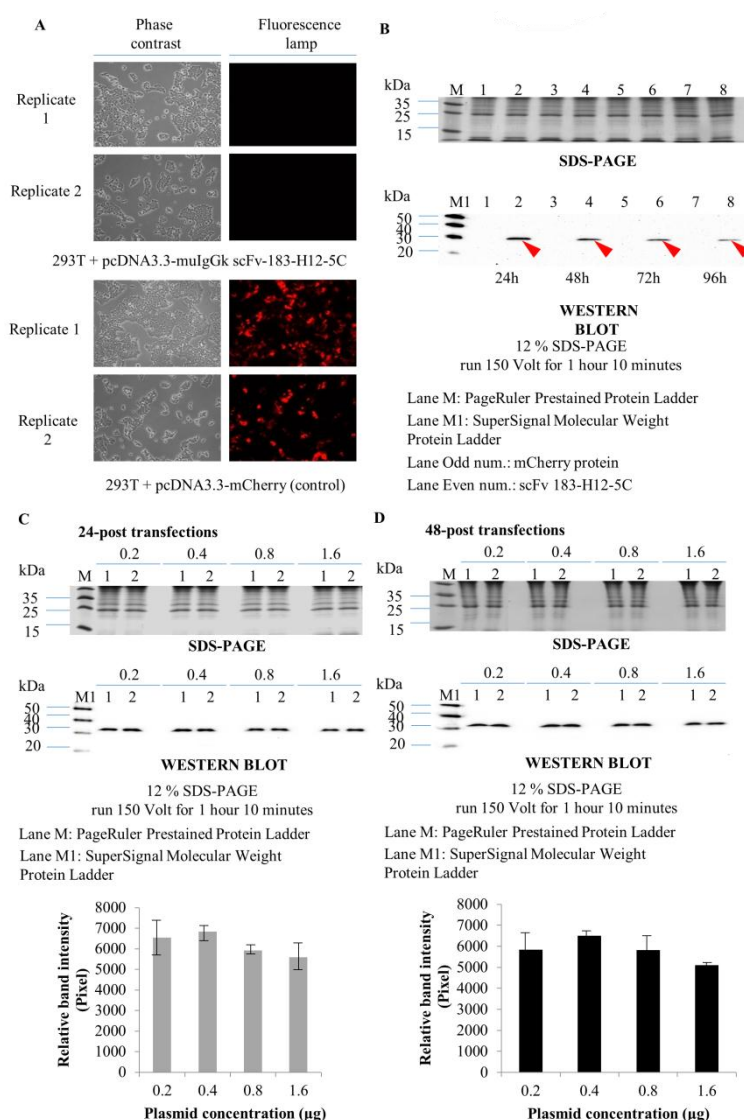 A
Phase contrast
Fluorescence lamp
Replicate 1
Replicate 2
293T + pcDNA3.3-muIgGk scFv-183-H12-5C
Replicate 1
Replicate 2
293T + pcDNA3.3-mCherry (control)
B
kDa
M 1 2 3 4 5 6 7 8
35
25
15
SDS-PAGE
M1 1 2 3 4 5 6 7 8
50
40
30
20
24h 48h 72h 96h
WESTERN
BLOT
12 % SDS-PAGE
run 150 Volt for 1 hour 10 minutes
Lane M: PageRuler Prestained Protein Ladder
Lane M1: SuperSignal Molecular Weight
Protein Ladder
Lane Odd num.: mCherry protein
Lane Even num.: scFv 183-H12-5C
C
24-post transfections
0.2 0.4 0.8 1.6
kDa
M 1 2 1 2 1 2 1 2
35
25
15
SDS-PAGE
0.2 0.4 0.8 1.6
kDa
M1 1 2 1 2 1 2 1 2
50
40
30
20
WESTERN BLOT
12 % SDS-PAGE
run 150 Volt for 1 hour 10 minutes
Lane M: PageRuler Prestained Protein Ladder
Lane M1: SuperSignal Molecular Weight
Protein Ladder
Relative band intensity
(Pixel)
8000
7000
6000
5000
4000
3000
2000
1000
0
0.2 0.4 0.8 1.6
Plasmid concentration (µg)
D
48-post transfections
0.2 0.4 0.8 1.6
kDa
M 1 2 1 2 1 2 1 2
35
25
15
SDS-PAGE
0.2 0.4 0.8 1.6
kDa
M1 1 2 1 2 1 2 1 2
50
40
30
20
WESTERN BLOT
12 % SDS-PAGE
run 150 Volt for 1 hour 10 minutes
Lane M: PageRuler Prestained Protein Ladder
Lane M1: SuperSignal Molecular Weight
Protein Ladder
Relative band intensity
(Pixel)
8000
7000
6000
5000
4000
3000
2000
1000
0
0.2 0.4 0.8 1.6
Plasmid concentration (µg)